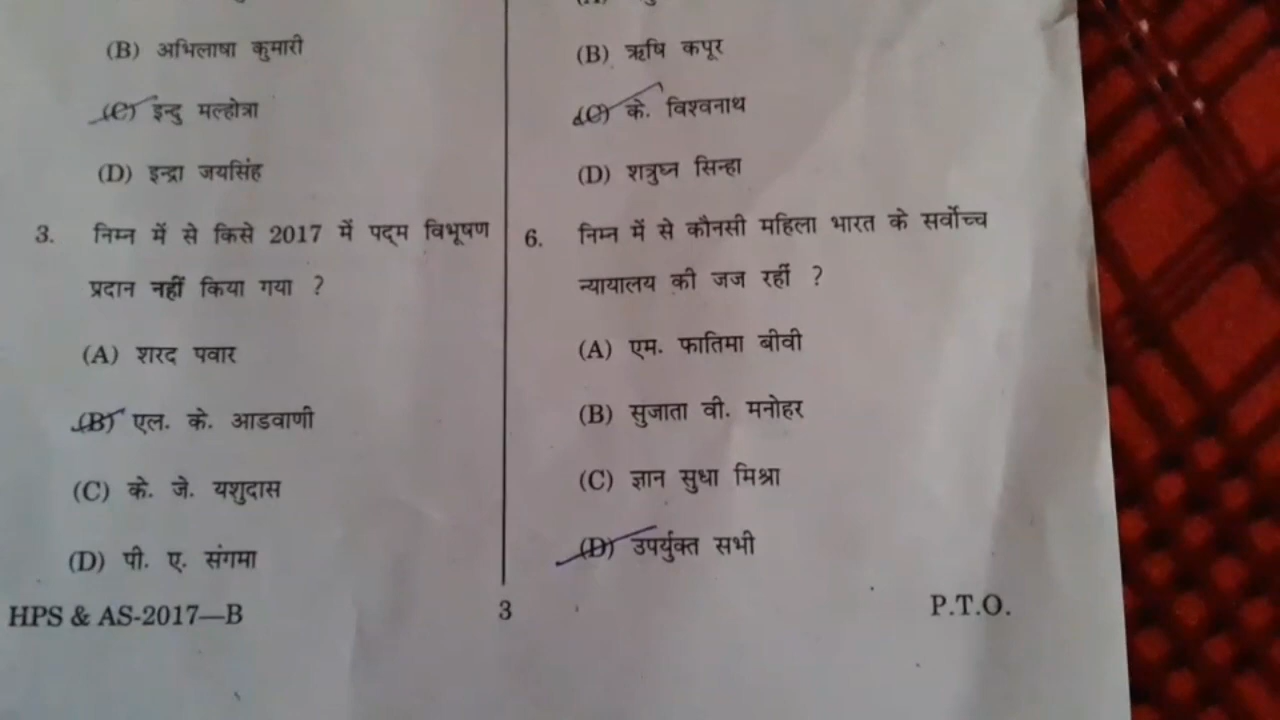 (B) अभिलाषा कुमारी
(C) इन्दु मल्होत्रा
(D) इन्द्रा जयसिंह
3. निम्न में से किसे 2017 में पद्म विभूषण
प्रदान नहीं किया गया ?
(A) शरद पवार
(B) एल. के. आडवाणी
(C) के. जे. यशुदास
(D) पी. ए. संगमा
(B) ऋषि कपूर
(C) के. विश्वनाथ
(D) शत्रुघ्न सिन्हा
6. निम्न में से कौनसी महिला भारत के सर्वोच्च
न्यायालय की जज रहीं ?
(A) एम. फातिमा बीवी
(B) सुजाता वी. मनोहर
(C) ज्ञान सुधा मिश्रा
(D) उपर्युक्त सभी
HPS & AS-2017—B
3
P.T.O.